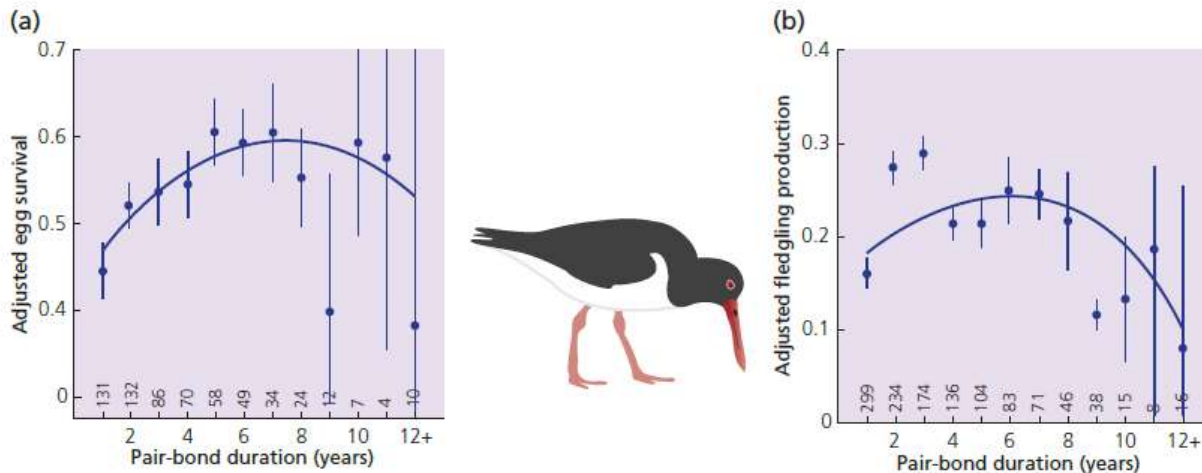 (a)
Adjusted egg survival
0.7
0.6
0.5
0.4
0
131 132 86 70 58 49 34 24 12 7 4 10
2 4 6 8 10 12+
Pair-bond duration (years)
(b)
Adjusted fledgling production
0.4
0.3
0.2
0.1
0
299 234 174 136 104 83 71 46 38 15 8 16
2 4 6 8 10 12+
Pair-bond duration (years)